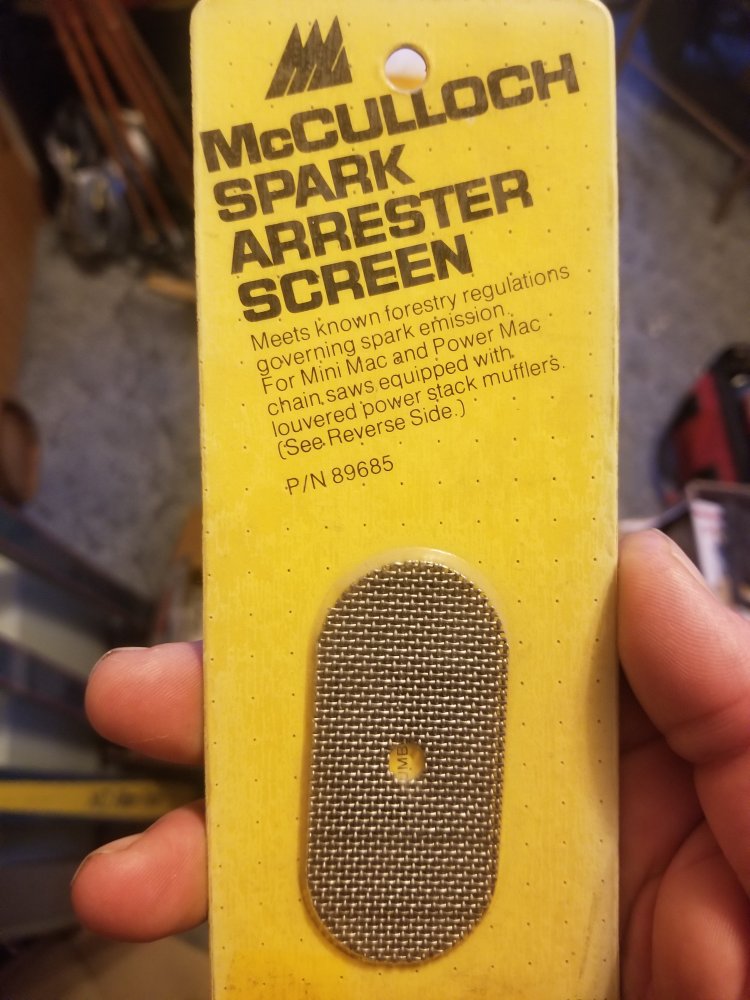 McCULLOCH
SPARK
ARRESTER
SCREEN
Meets known forestry regulations
governing spark emission.
For Mini Mac and Power Mac
chain saws equipped with
louvered power stack mufflers.
(See Reverse Side.)
P/N 89685
UMB